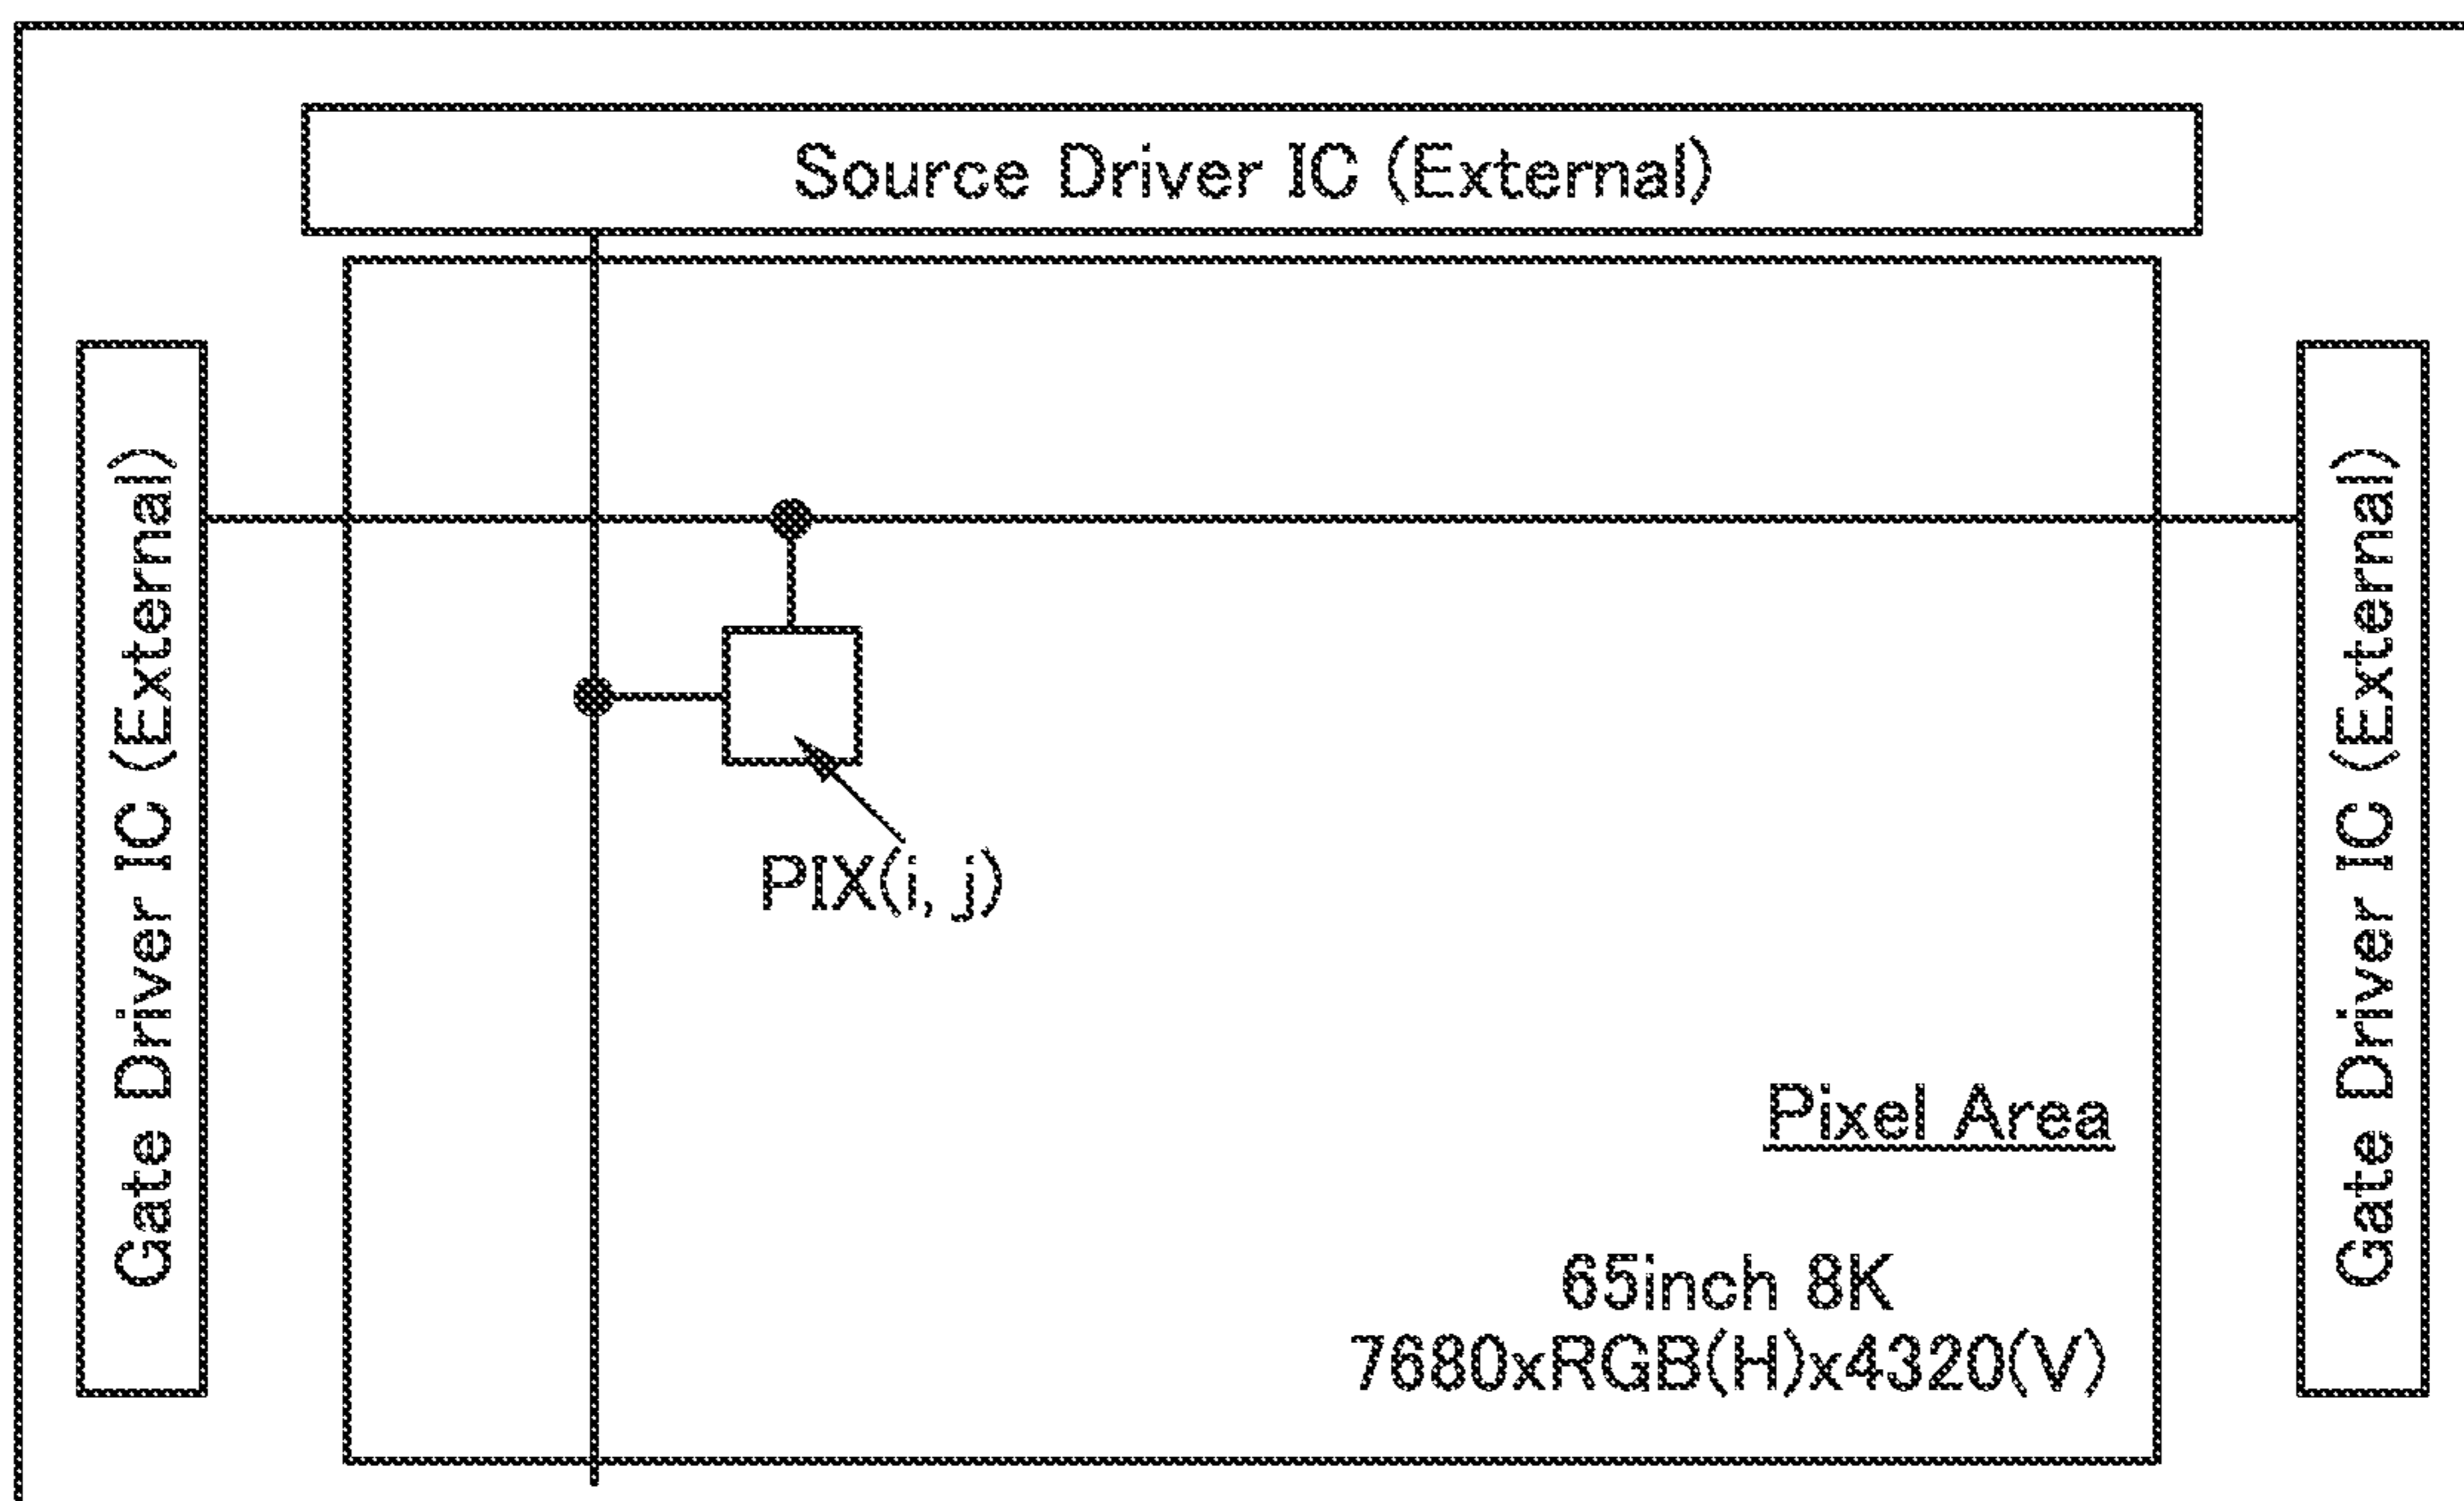 Source Driver IC (External)
Gate Driver IC (External)
Gate Driver IC (External)
PIX(i, j)
Pixel Area
65inch 8K
7680xRGB(H)x4320(V)